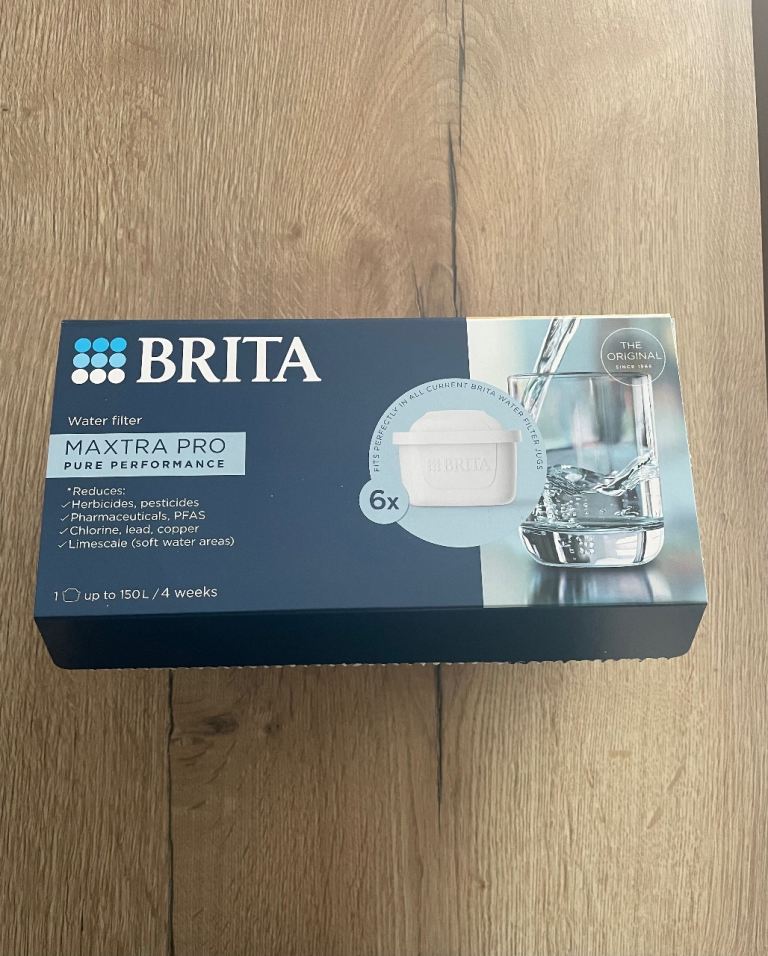 BRITA
THE
ORIGINAL
SINCE 1966
Water filter
MAXTRA PRO
PURE PERFORMANCE
*Reduces:
✓Herbicides, pesticides
✓Pharmaceuticals, PFAS
✓Chlorine, lead, copper
✓Limescale (soft water areas)
1 up to 150L / 4 weeks
FITS PERFECTLY IN ALL CURRENT BRITA WATER FILTER JUGS
BRITA
6x